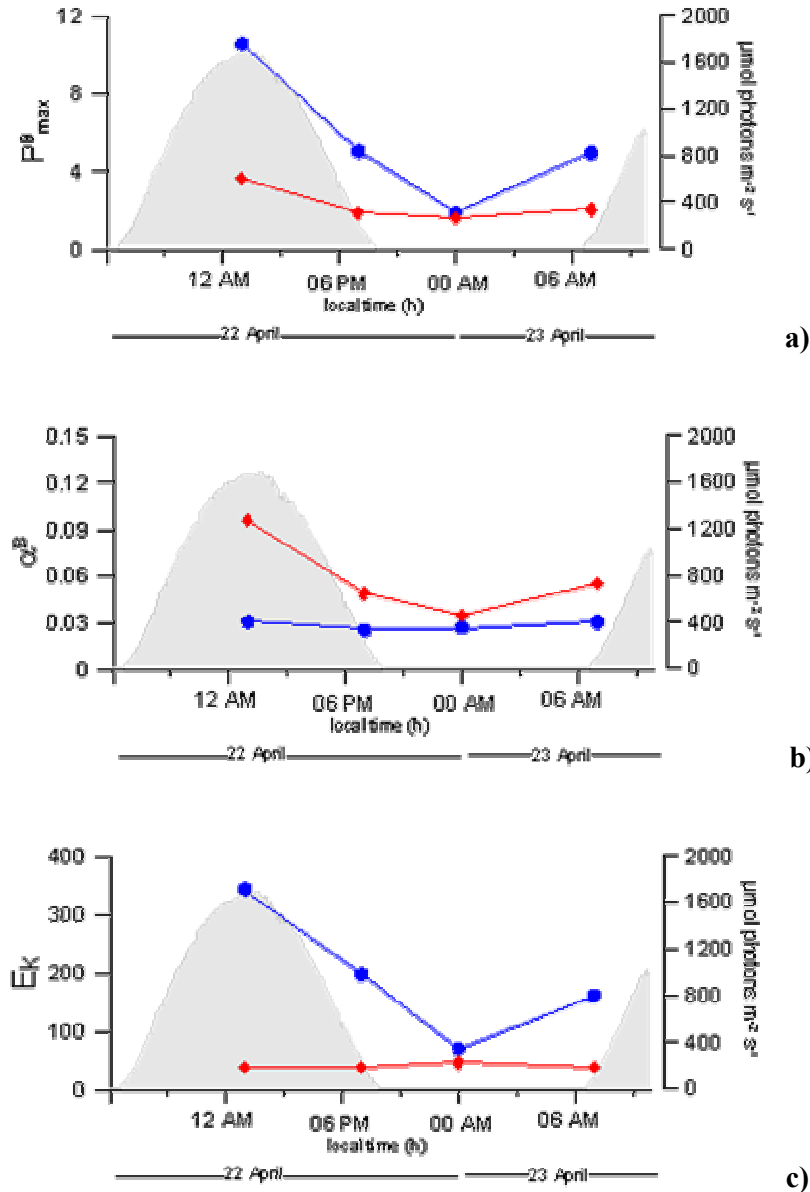 12
8
4
0
PB max
2000
1600
1200
800
400
0
μmol photons m-2 s-1
12 AM
06 PM
00 AM
06 AM
local time (h)
22 April
23 April
a)
0.15
0.12
0.09
0.06
0.03
0
αB
2000
1600
1200
800
400
0
μmol photons m-2 s-1
12 AM
06 PM
00 AM
06 AM
local time (h)
22 April
23 April
b)
400
300
200
100
0
Ek
2000
1600
1200
800
400
0
μmol photons m-2 s-1
12 AM
06 PM
00 AM
06 AM
local time (h)
22 April
23 April
c)